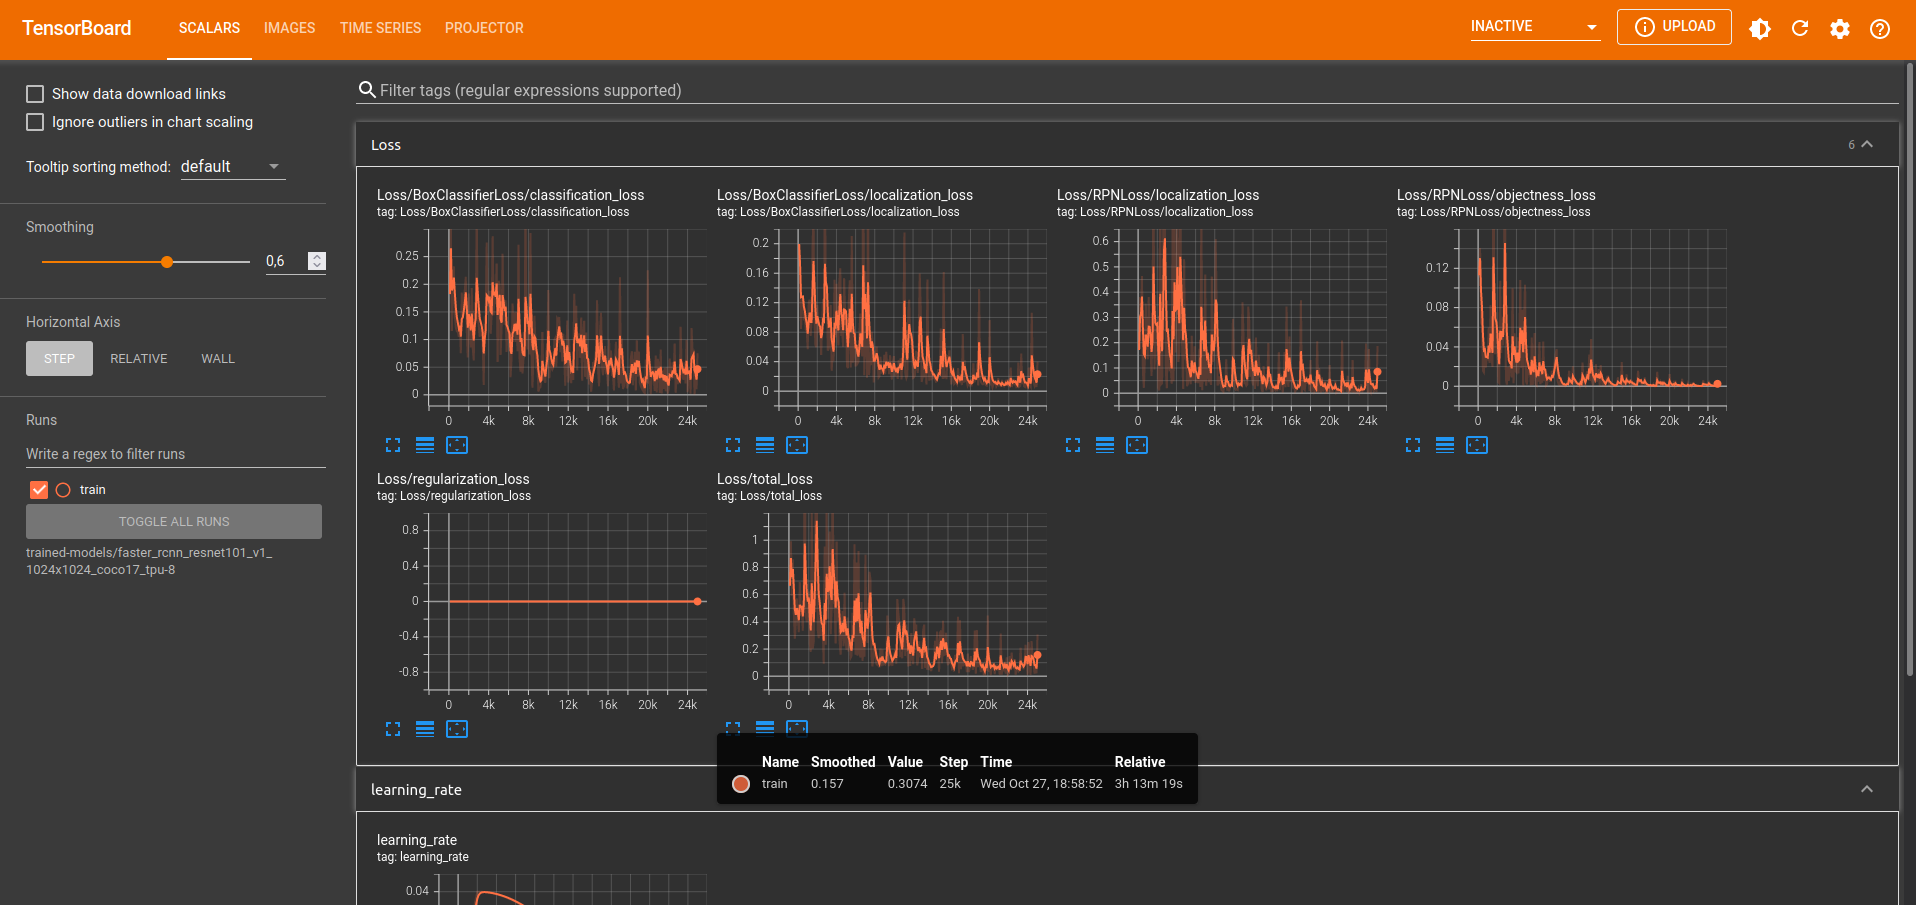 TensorBoard
SCALARS
IMAGES
TIME SERIES
PROJECTOR
INACTIVE
UPLOAD
Show data download links
Ignore outliers in chart scaling
Tooltip sorting method: default
Smoothing
0,6
Horizontal Axis
STEP
RELATIVE
WALL
Runs
Write a regex to filter runs
train
TOGGLE ALL RUNS
trained-models/faster_rcnn_resnet101_v1_
1024x1024_coco17_tpu-8
Filter tags (regular expressions supported)
Loss
6
Loss/BoxClassifierLoss/classification_loss
tag: Loss/BoxClassifierLoss/classification_loss
0.25
0.2
0.15
0.1
0.05
0
0 4k 8k 12k 16k 20k 24k
Loss/BoxClassifierLoss/localization_loss
tag: Loss/BoxClassifierLoss/localization_loss
0.2
0.16
0.12
0.08
0.04
0
0 4k 8k 12k 16k 20k 24k
Loss/RPNLoss/localization_loss
tag: Loss/RPNLoss/localization_loss
0.6
0.5
0.4
0.3
0.2
0.1
0
0 4k 8k 12k 16k 20k 24k
Loss/RPNLoss/objectness_loss
tag: Loss/RPNLoss/objectness_loss
0.12
0.08
0.04
0
0 4k 8k 12k 16k 20k 24k
Loss/regularization_loss
tag: Loss/regularization_loss
0.8
0.4
0
-0.4
-0.8
0 4k 8k 12k 16k 20k 24k
Loss/total_loss
tag: Loss/total_loss
1
0.8
0.6
0.4
0.2
0
0 4k 8k 12k 16k 20k 24k
Name Smoothed Value Step Time Relative
train 0.157 0.3074 25k Wed Oct 27, 18:58:52 3h 13m 19s
learning_rate
learning_rate
tag: learning_rate
0.04